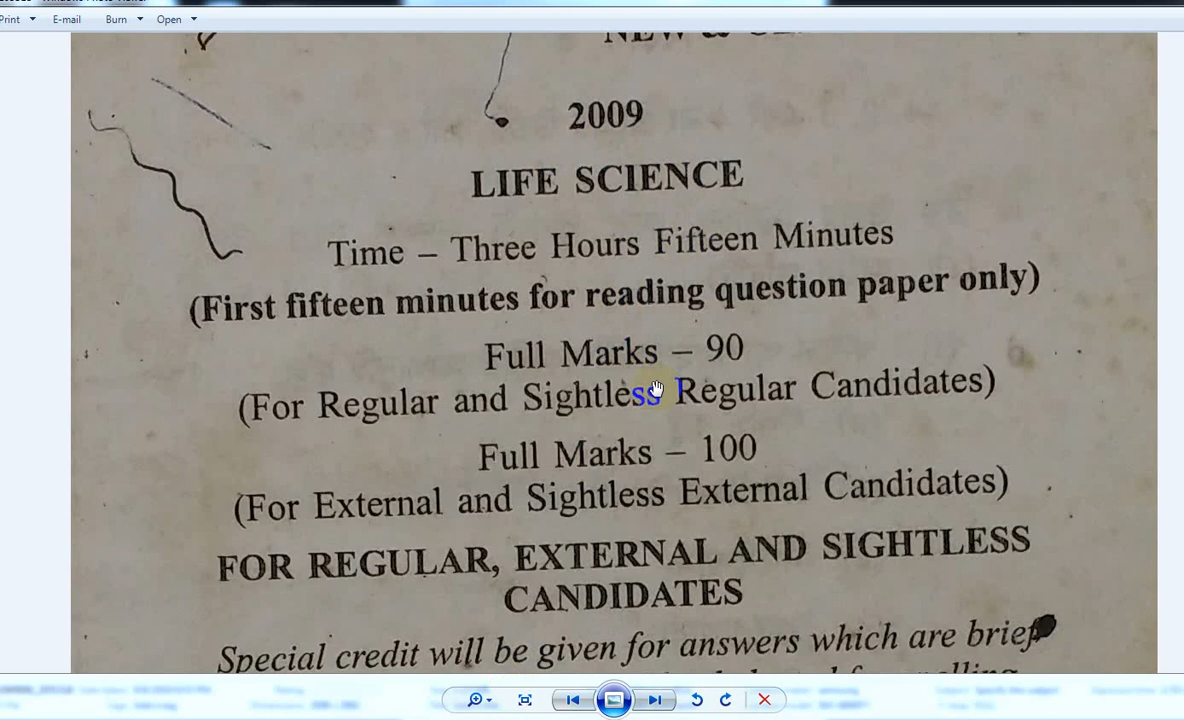 Print E-mail Burn Open
2009
LIFE SCIENCE
Time – Three Hours Fifteen Minutes
(First fifteen minutes for reading question paper only)
Full Marks – 90
(For Regular and Sightless Regular Candidates)
Full Marks – 100
(For External and Sightless External Candidates)
FOR REGULAR, EXTERNAL AND SIGHTLESS
CANDIDATES
Special credit will be given for answers which are brief